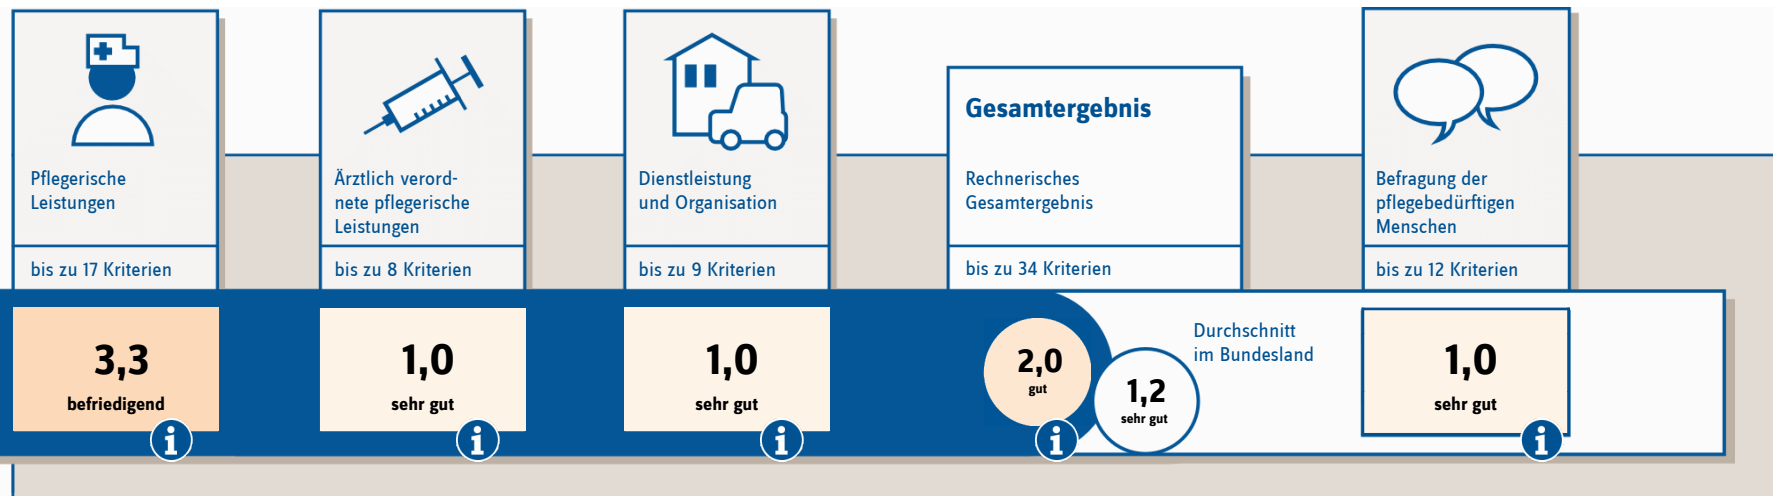 Pflegerische
Leistungen
bis zu 17 Kriterien
3,3
befriedigend
i
Ärztlich verord-
nete pflegerische
Leistungen
bis zu 8 Kriterien
1,0
sehr gut
i
Dienstleistung
und Organisation
bis zu 9 Kriterien
1,0
sehr gut
i
Gesamtergebnis
Rechnerisches
Gesamtergebnis
bis zu 34 Kriterien
2,0
gut
i
1,2
sehr gut
Durchschnitt
im Bundesland
Befragung der
pflegebedürftigen
Menschen
bis zu 12 Kriterien
1,0
sehr gut
i